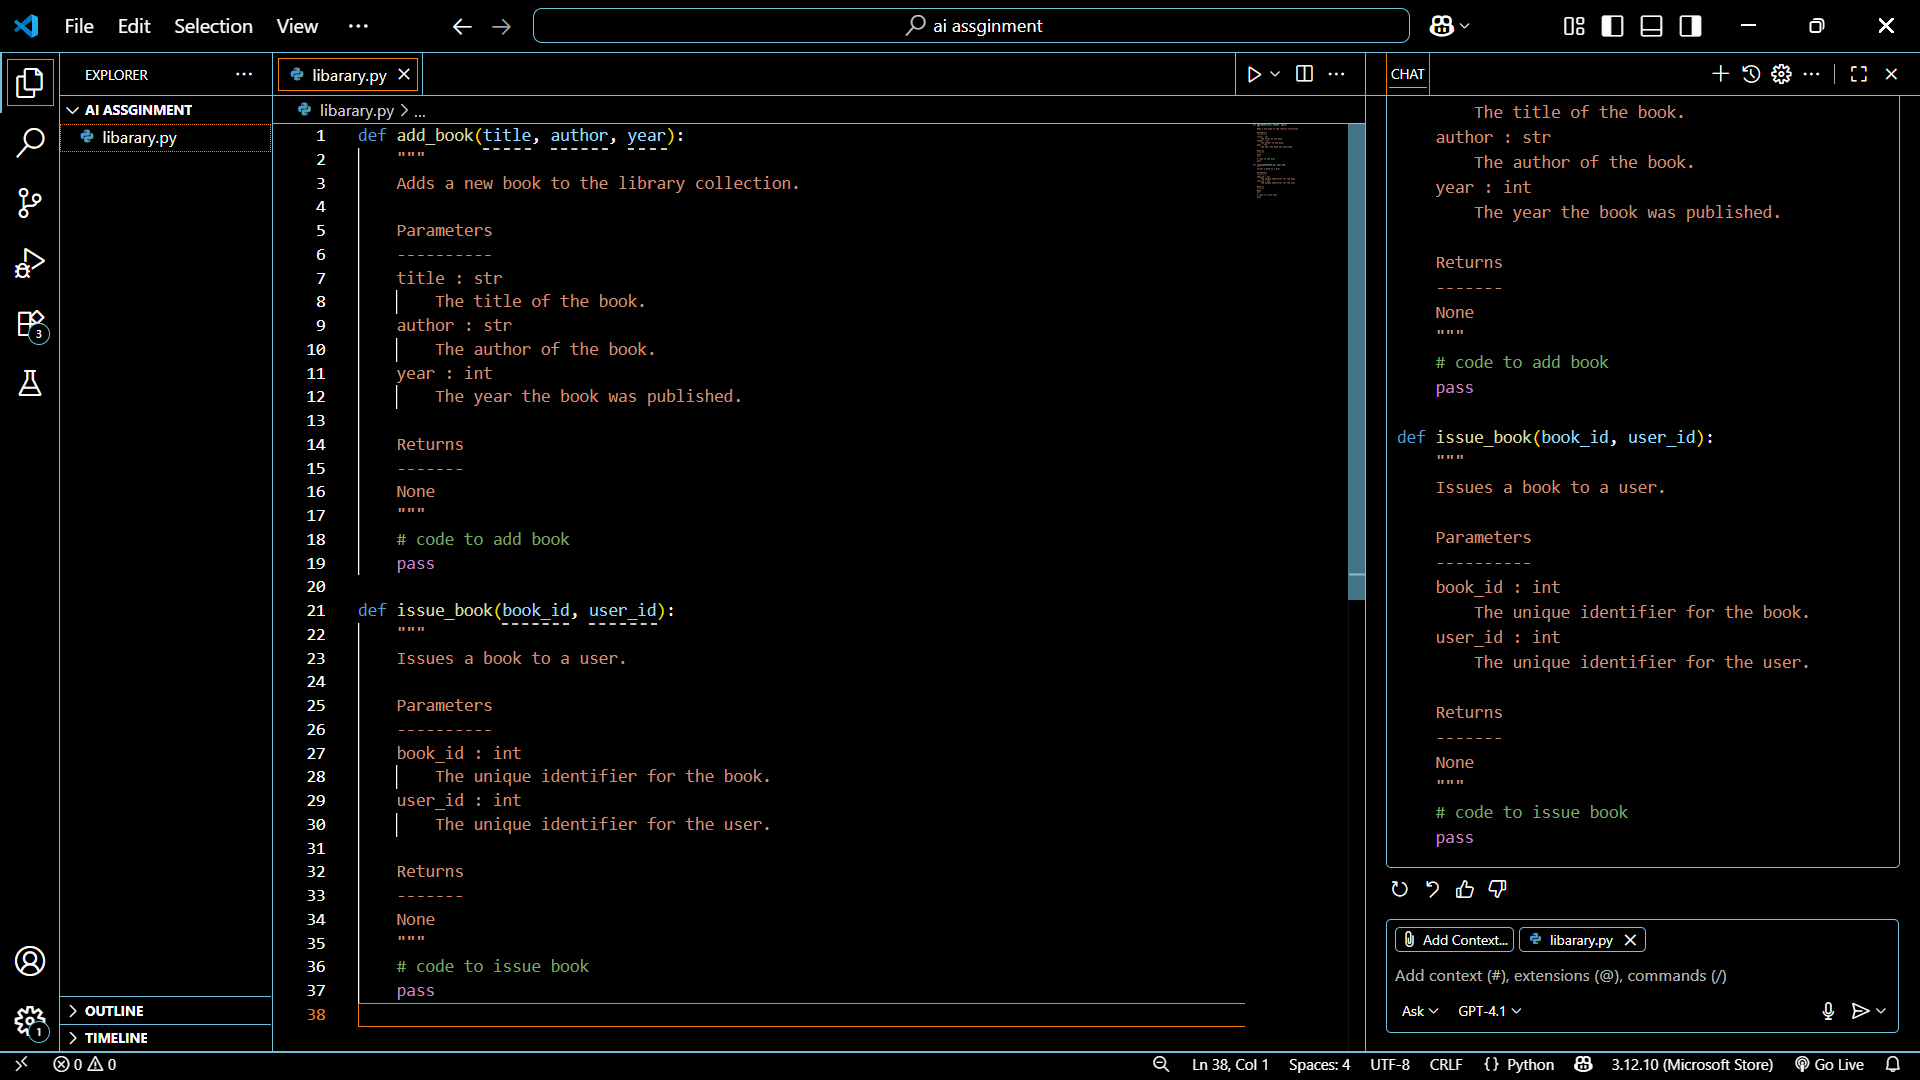 File Edit Selection View ...
ai assginment
EXPLORER ...
AI ASSGINMENT
libarary.py
OUTLINE
TIMELINE
3
1
libarary.py
libarary.py > ...
1 def add_book(title, author, year):
2 """
3 Adds a new book to the library collection.
4
5 Parameters
6 ----------
7 title : str
8 The title of the book.
9 author : str
10 The author of the book.
11 year : int
12 The year the book was published.
13
14 Returns
15 -------
16 None
17 """
18 # code to add book
19 pass
20
21 def issue_book(book_id, user_id):
22 """
23 Issues a book to a user.
24
25 Parameters
26 ----------
27 book_id : int
28 The unique identifier for the book.
29 user_id : int
30 The unique identifier for the user.
31
32 Returns
33 -------
34 None
35 """
36 # code to issue book
37 pass
38
CHAT
The title of the book.
author : str
The author of the book.
year : int
The year the book was published.
Returns
-------
None
"""
# code to add book
pass
def issue_book(book_id, user_id):
"""
Issues a book to a user.
Parameters
----------
book_id : int
The unique identifier for the book.
user_id : int
The unique identifier for the user.
Returns
-------
None
"""
# code to issue book
pass
Add Context... libarary.py
Add context (#), extensions (@), commands (/)
Ask GPT-4.1
0 0 Ln 38, Col 1 Spaces: 4 UTF-8 CRLF {} Python 3.12.10 (Microsoft Store) Go Live